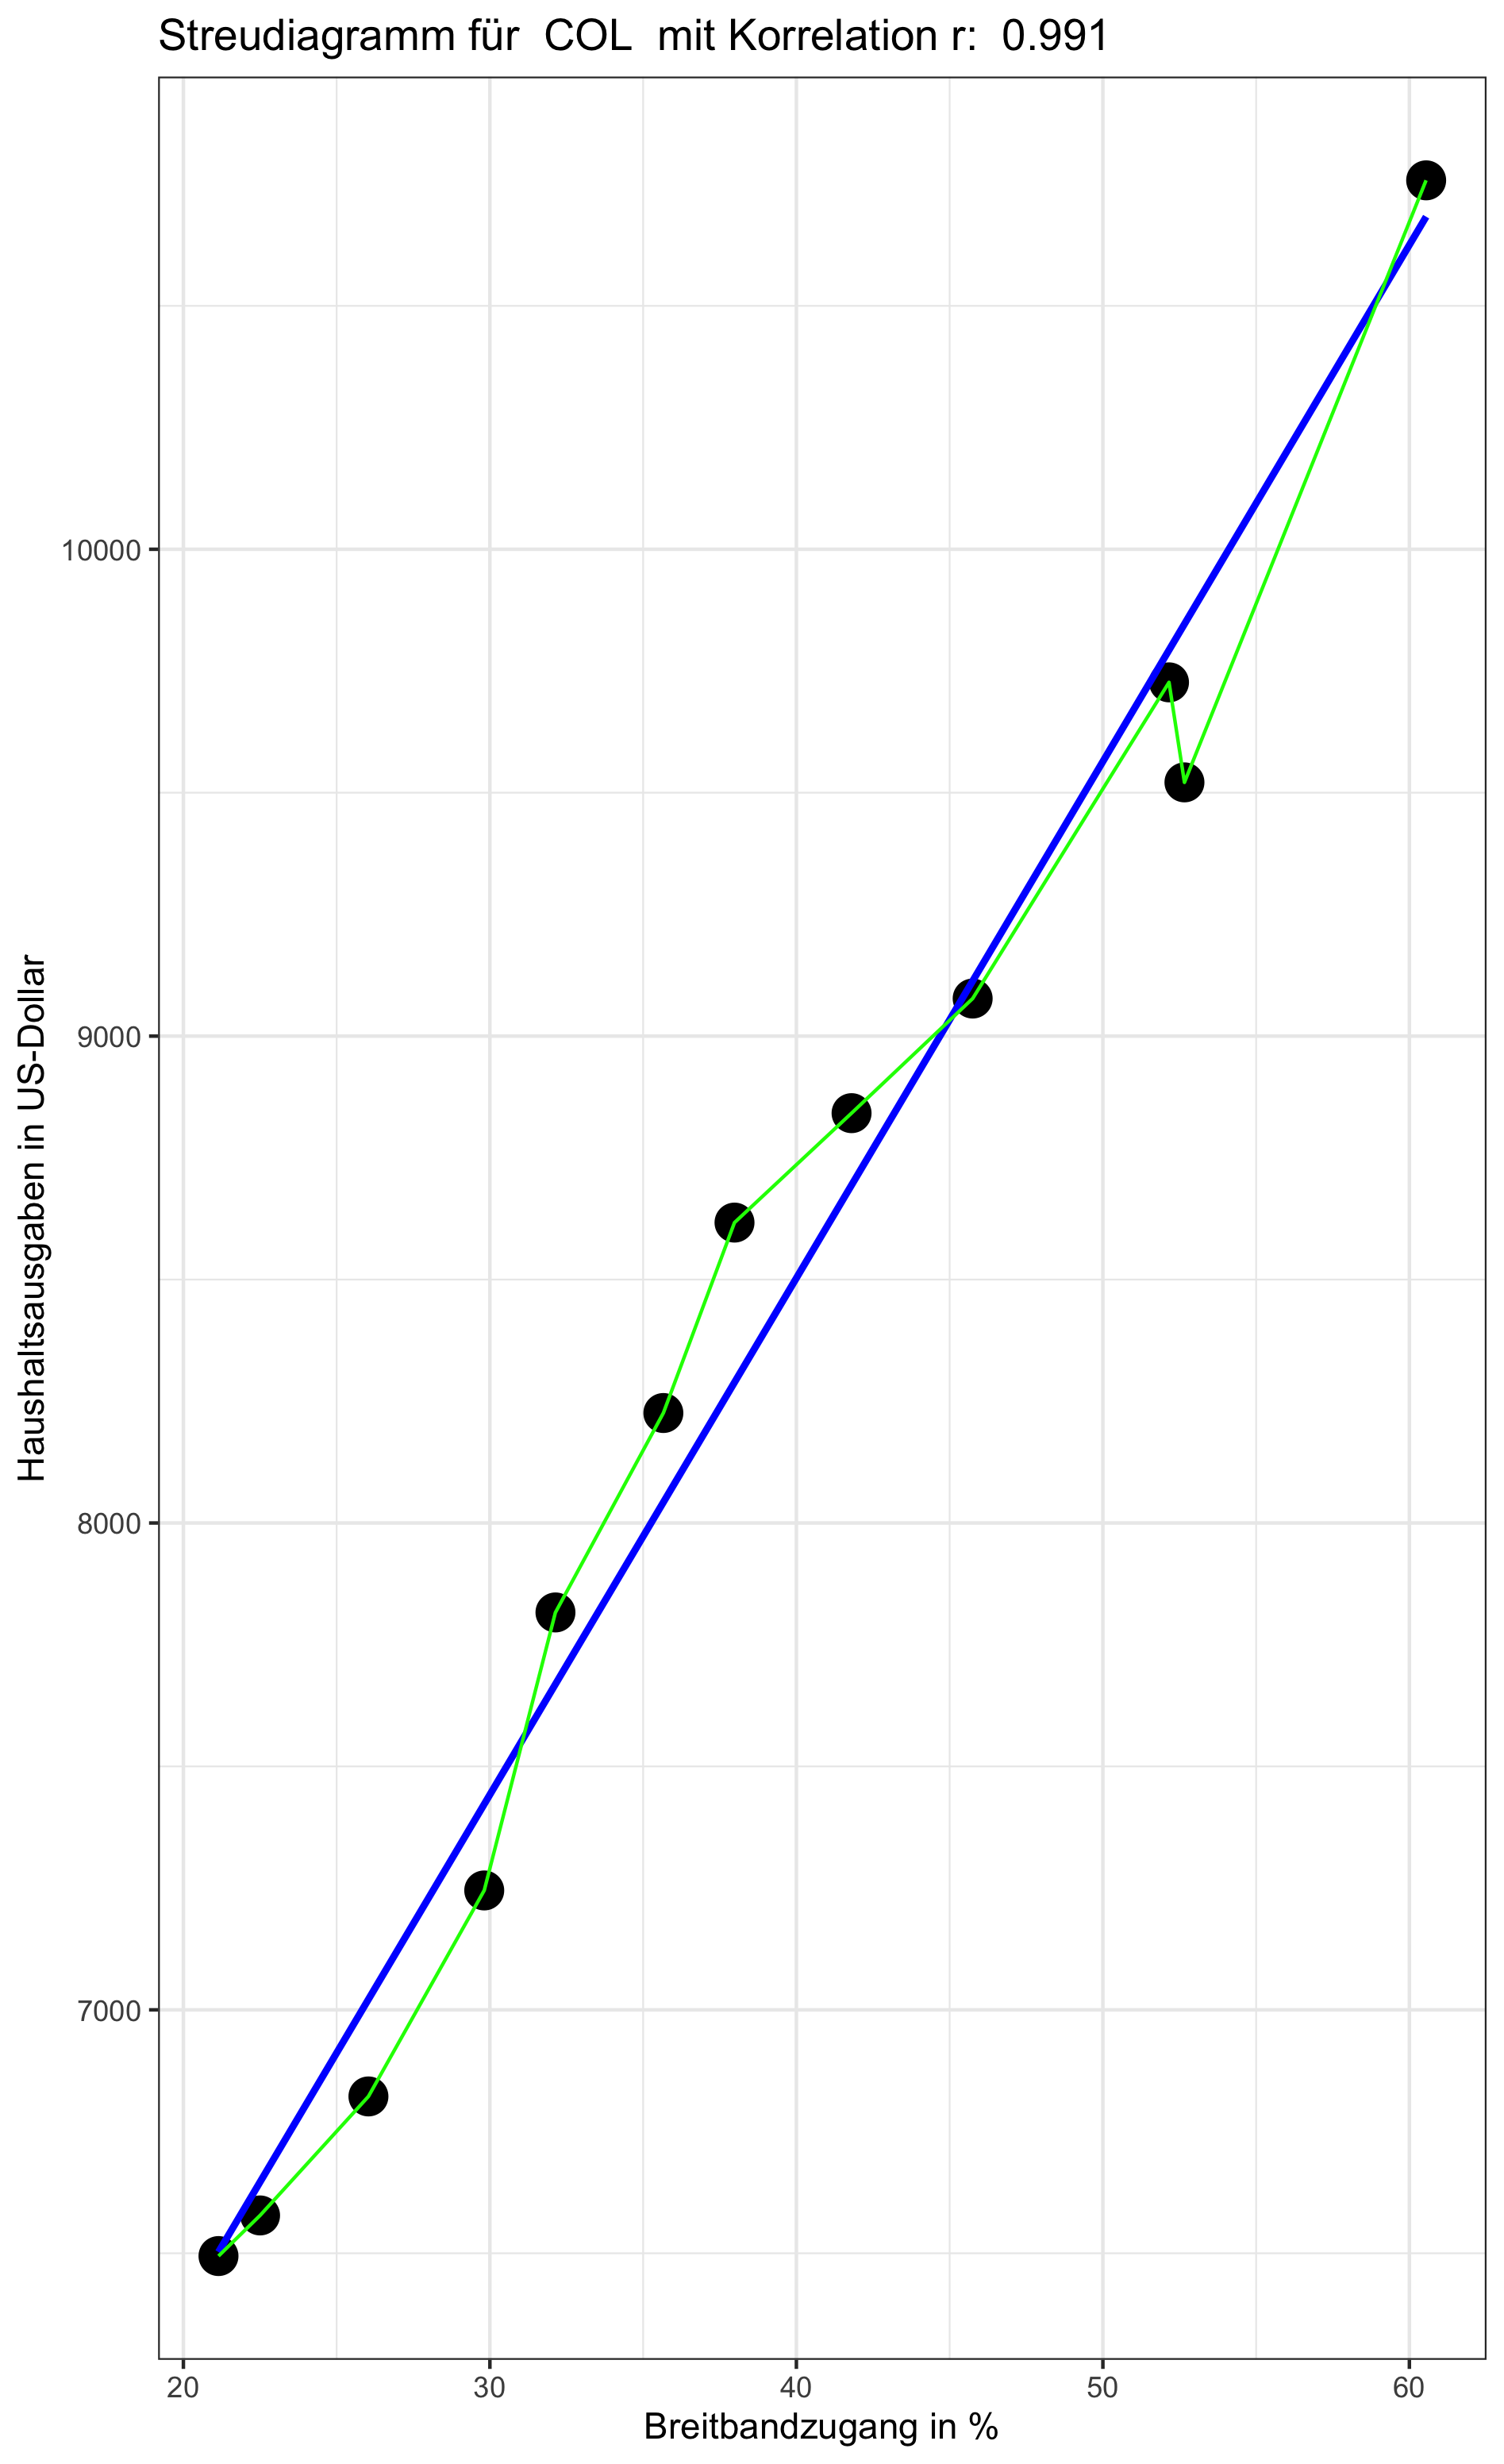 Streudiagramm für  COL  mit Korrelation r:  0.991
Haushaltsausgaben in US-Dollar
10000
9000
8000
7000
20 30 40 50 60
Breitbandzugang in %